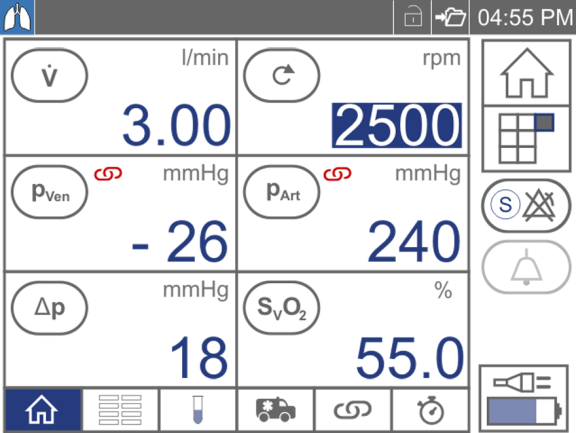 04:55 PM
V̇ l/min
3.00
rpm
2500
pVen mmHg
- 26
pArt mmHg
240
Δp mmHg
18
SVO2 %
55.0
S